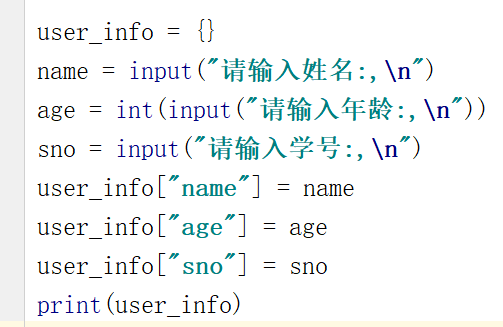 user_info = {}
name = input("请输入姓名:,\n")
age = int(input("请输入年龄:,\n"))
sno = input("请输入学号:,\n")
user_info["name"] = name
user_info["age"] = age
user_info["sno"] = sno
print(user_info)